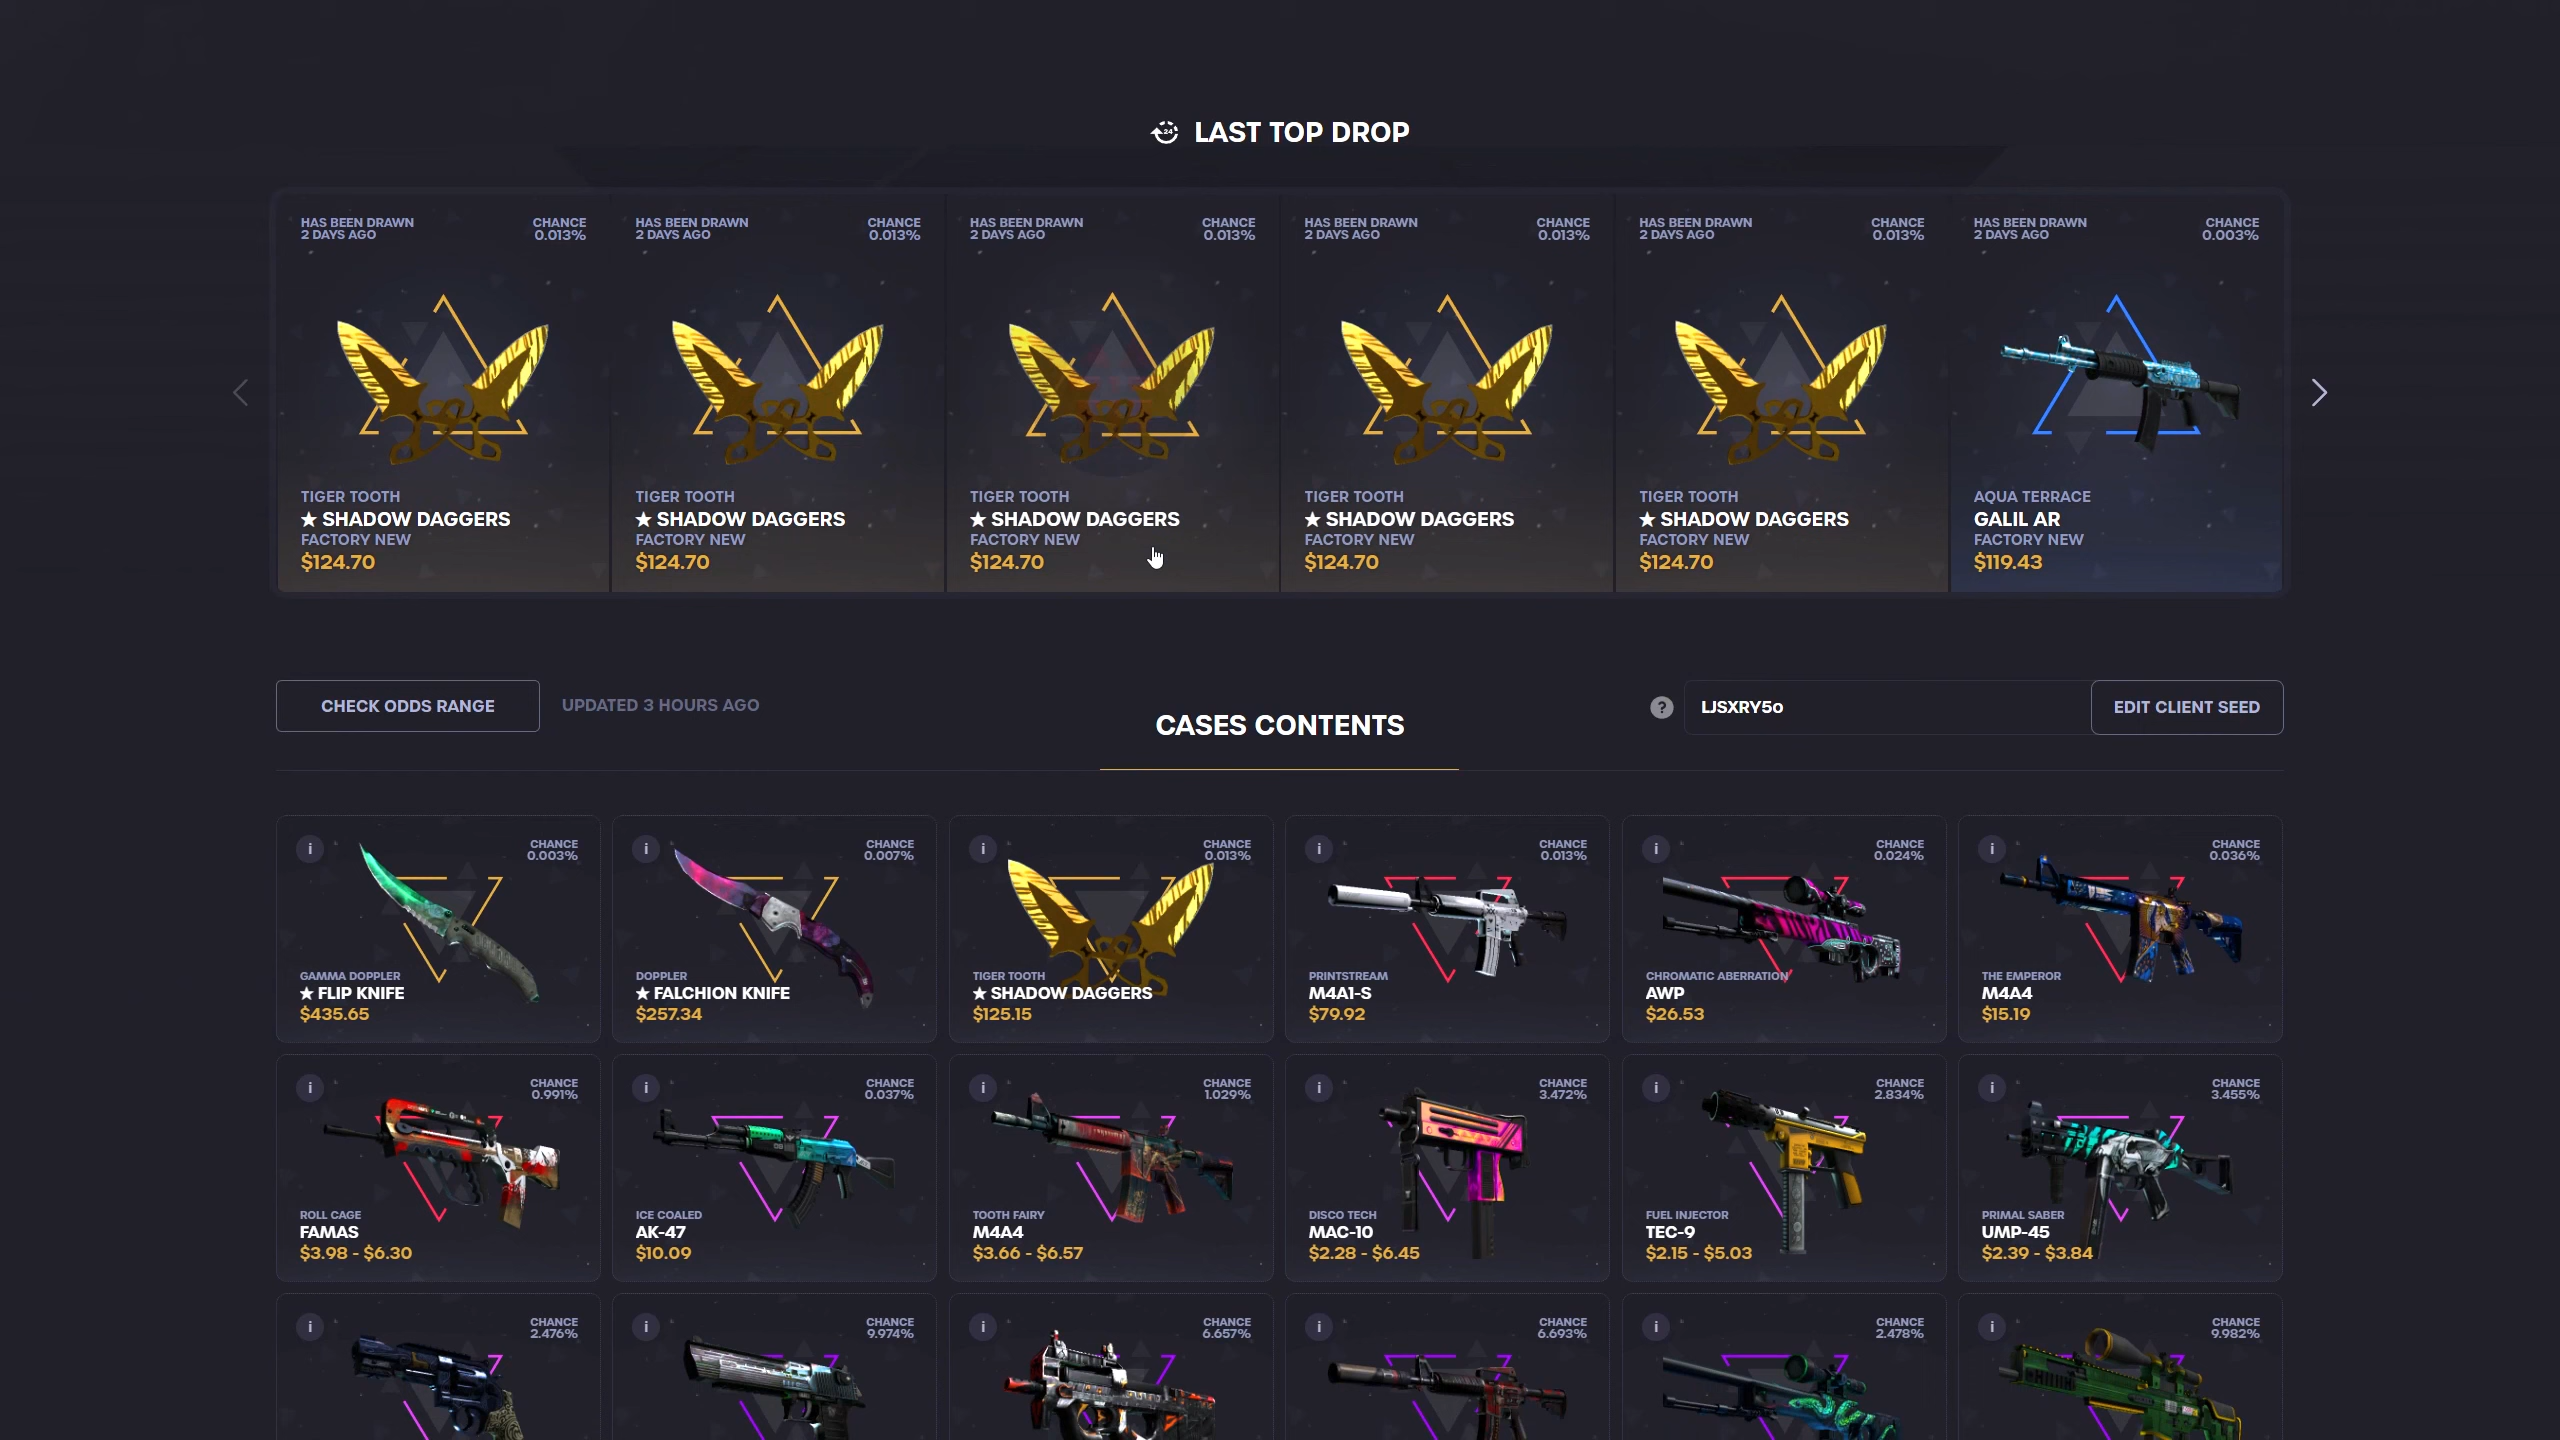 LAST TOP DROP
HAS BEEN DRAWN
2 DAYS AGO
CHANCE
0.013%
TIGER TOOTH
★ SHADOW DAGGERS
FACTORY NEW
$124.70
HAS BEEN DRAWN
2 DAYS AGO
CHANCE
0.013%
TIGER TOOTH
★ SHADOW DAGGERS
FACTORY NEW
$124.70
HAS BEEN DRAWN
2 DAYS AGO
CHANCE
0.013%
TIGER TOOTH
★ SHADOW DAGGERS
FACTORY NEW
$124.70
HAS BEEN DRAWN
2 DAYS AGO
CHANCE
0.013%
TIGER TOOTH
★ SHADOW DAGGERS
FACTORY NEW
$124.70
HAS BEEN DRAWN
2 DAYS AGO
CHANCE
0.013%
TIGER TOOTH
★ SHADOW DAGGERS
FACTORY NEW
$124.70
HAS BEEN DRAWN
2 DAYS AGO
CHANCE
0.003%
AQUA TERRACE
GALIL AR
FACTORY NEW
$119.43
CHECK ODDS RANGE
UPDATED 3 HOURS AGO
CASES CONTENTS
?
LJSXRY5o
EDIT CLIENT SEED
i
CHANCE
0.003%
GAMMA DOPPLER
★ FLIP KNIFE
$435.65
i
CHANCE
0.007%
DOPPLER
★ FALCHION KNIFE
$257.34
i
CHANCE
0.013%
TIGER TOOTH
★ SHADOW DAGGERS
$125.15
i
CHANCE
0.013%
PRINTSTREAM
M4A1-S
$79.92
i
CHANCE
0.024%
CHROMATIC ABERRATION
AWP
$26.53
i
CHANCE
0.036%
THE EMPEROR
M4A4
$15.19
i
CHANCE
0.991%
ROLL CAGE
FAMAS
$3.98 - $6.30
i
CHANCE
0.037%
ICE COALED
AK-47
$10.09
i
CHANCE
1.029%
TOOTH FAIRY
M4A4
$3.66 - $6.57
i
CHANCE
3.472%
DISCO TECH
MAC-10
$2.28 - $6.45
i
CHANCE
2.834%
FUEL INJECTOR
TEC-9
$2.15 - $5.03
i
CHANCE
3.455%
PRIMAL SABER
UMP-45
$2.39 - $3.84
i
CHANCE
2.476%
i
CHANCE
9.974%
i
CHANCE
6.657%
i
CHANCE
6.693%
i
CHANCE
2.478%
i
CHANCE
9.982%